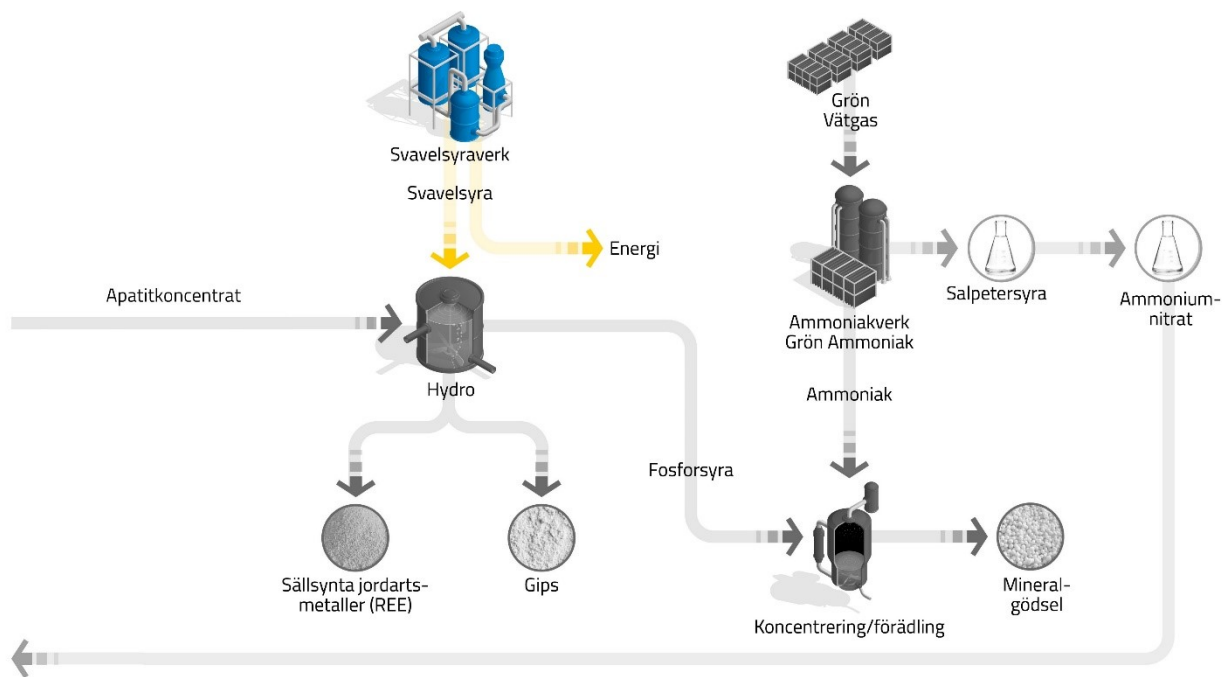 Grön
Vätgas
Svavelsyraverk
Svavelsyra
Energi
Salpetersyra
Ammonium-
nitrat
Apatitkoncentrat
Ammoniakverk
Grön Ammoniak
Hydro
Ammoniak
Fosforsyra
Sällsynta jordarts-
metaller (REE)
Gips
Mineral-
gödsel
Koncentrering/förädling